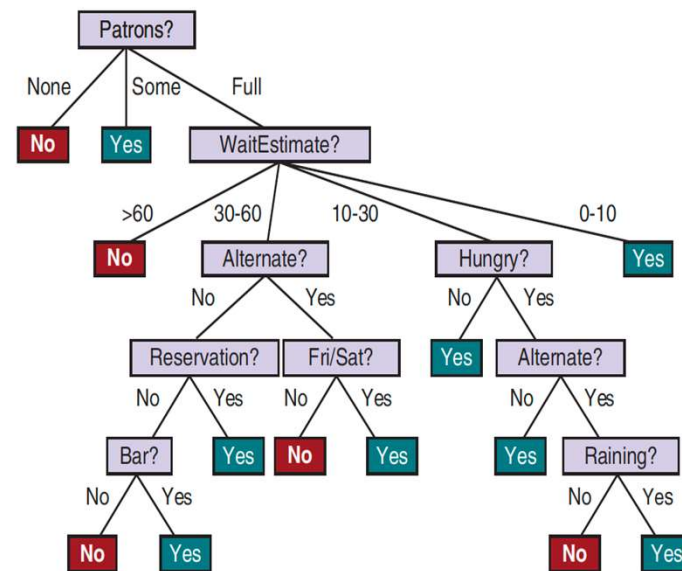 Patrons?
None Some Full
No Yes WaitEstimate?
>60 30-60 10-30 0-10
No Alternate? Hungry? Yes
No Yes No Yes
Reservation? Fri/Sat? Yes Alternate?
No Yes No Yes No Yes
Bar? Yes No Yes Yes Raining?
No Yes No Yes
No Yes No Yes